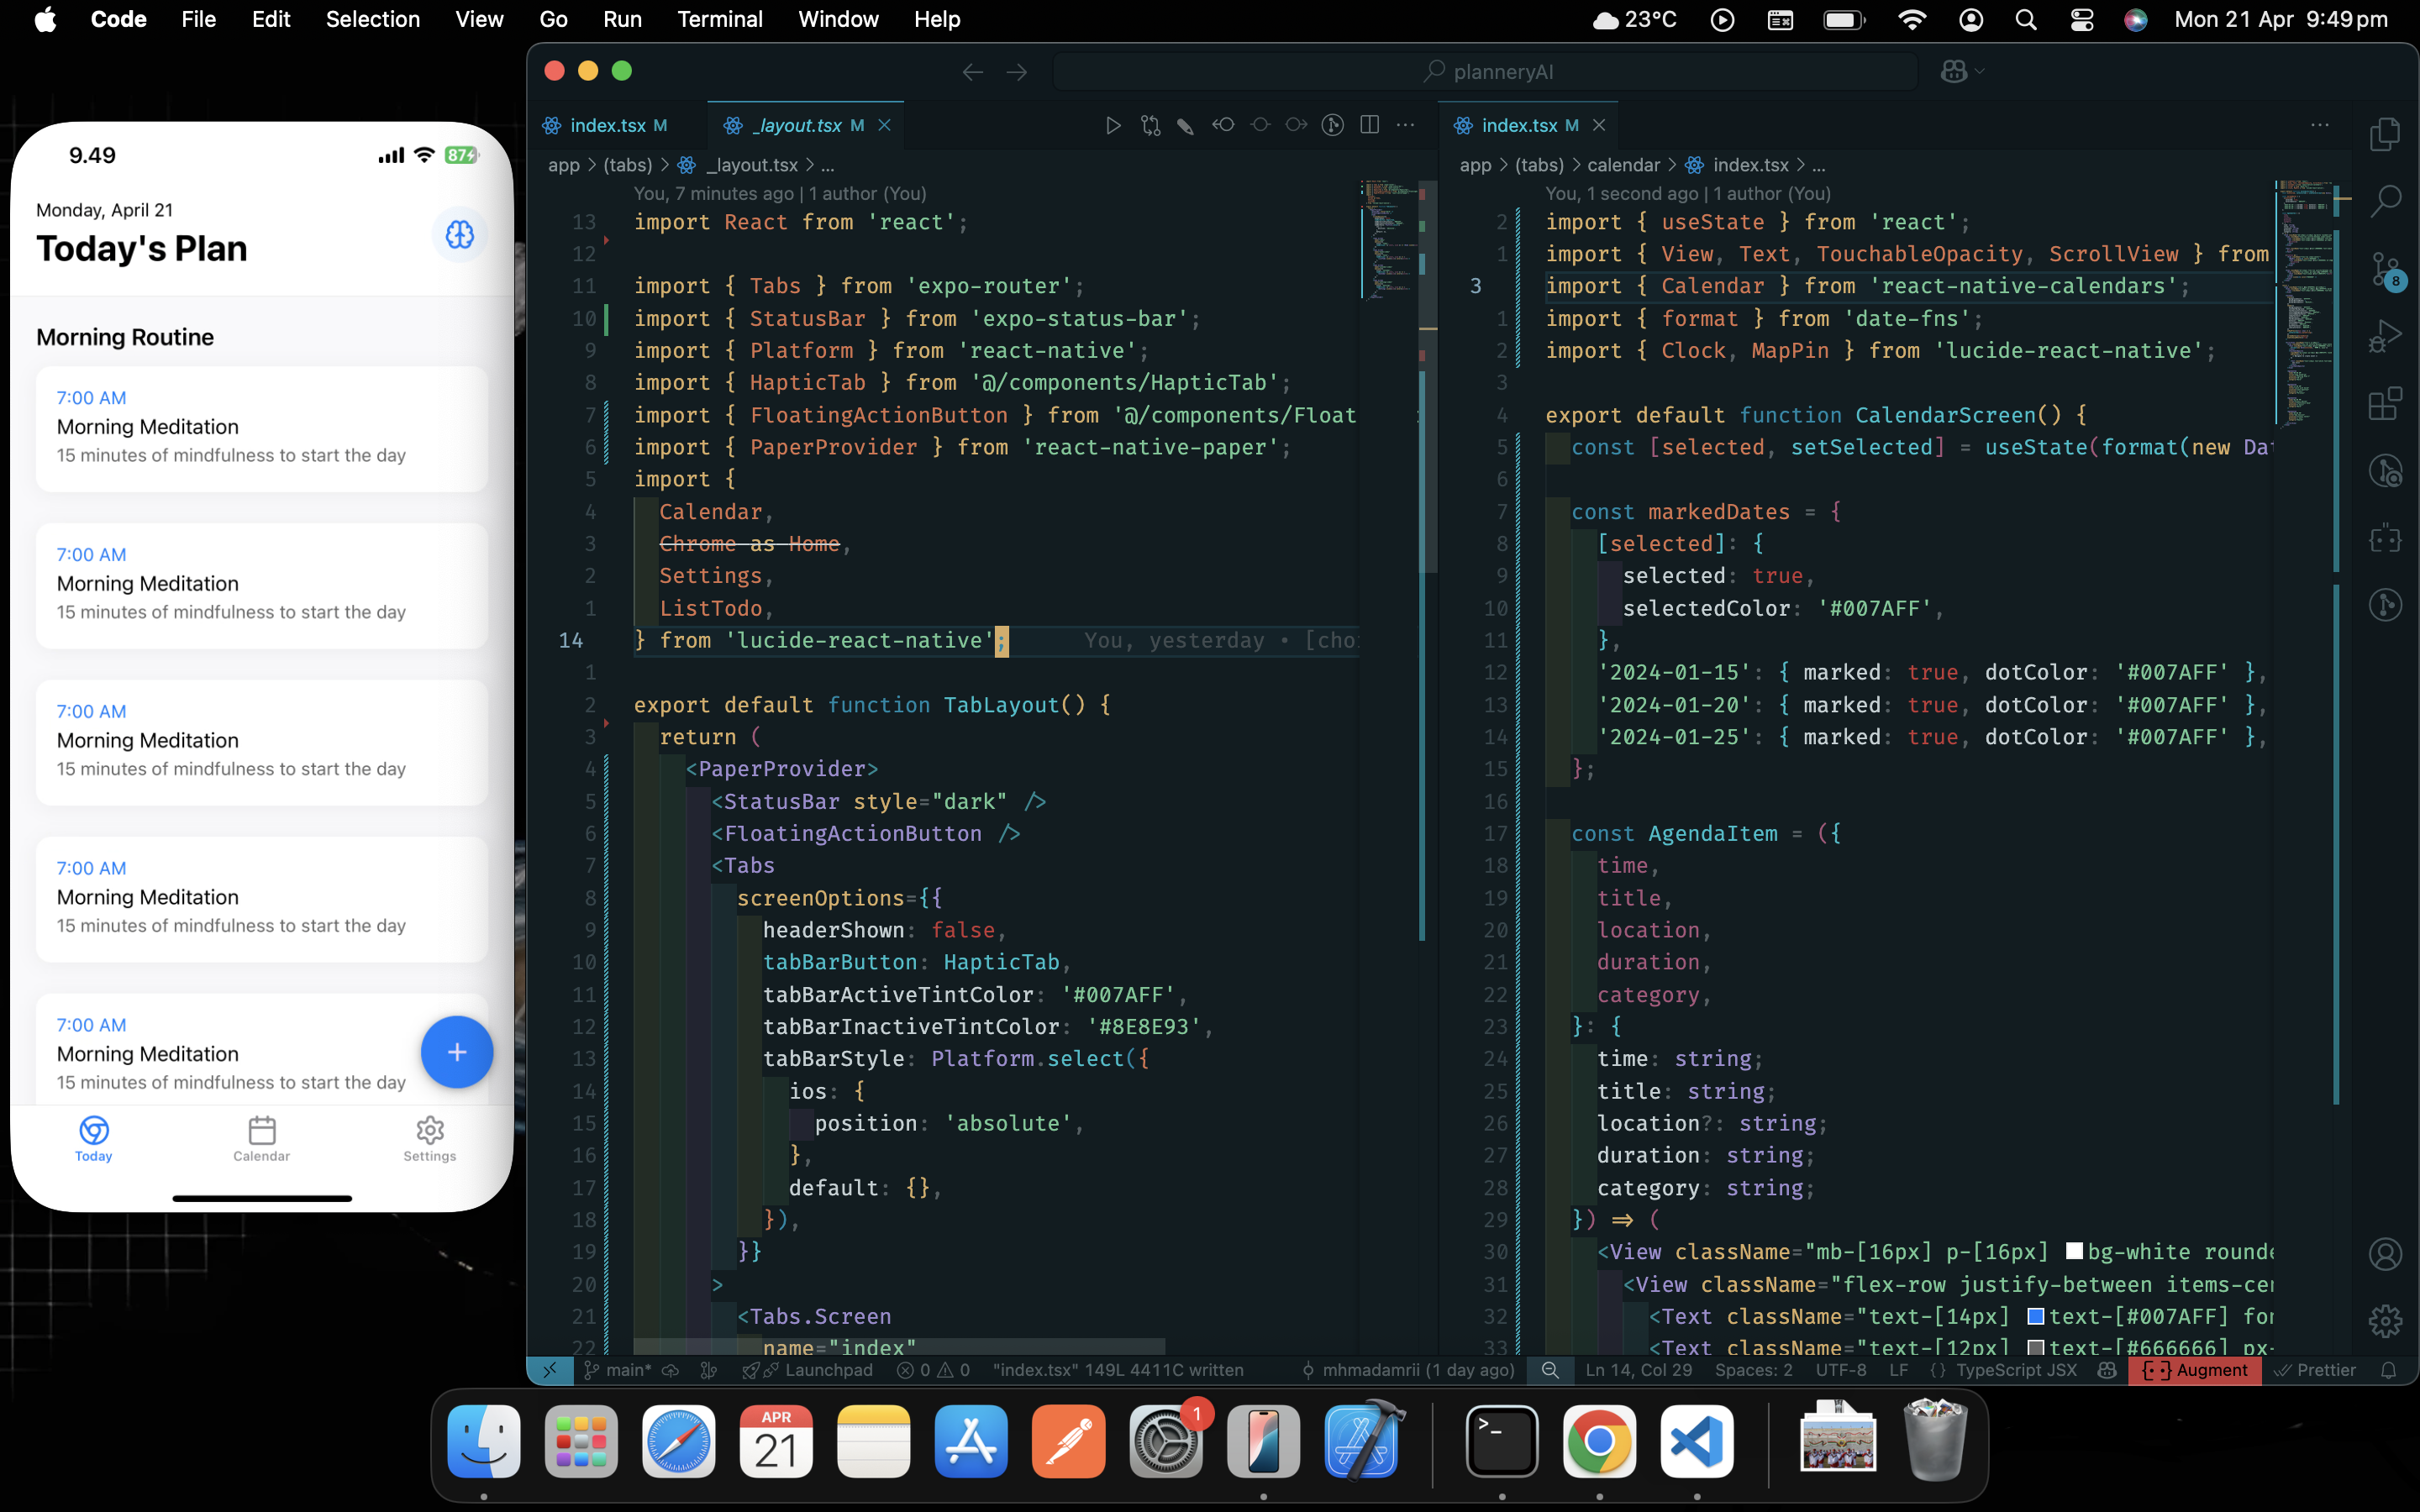 Code File Edit Selection View Go Run Terminal Window Help
23°C Mon 21 Apr 9:49 pm
9.49
87
Monday, April 21
Today's Plan
Morning Routine
7:00 AM
Morning Meditation
15 minutes of mindfulness to start the day
7:00 AM
Morning Meditation
15 minutes of mindfulness to start the day
7:00 AM
Morning Meditation
15 minutes of mindfulness to start the day
7:00 AM
Morning Meditation
15 minutes of mindfulness to start the day
7:00 AM
Morning Meditation
15 minutes of mindfulness to start the day
+
Today Calendar Settings
planneryAI
index.tsx M
_layout.tsx M
app > (tabs) > _layout.tsx > ...
You, 7 minutes ago | 1 author (You)
13 import React from 'react';
12
11 import { Tabs } from 'expo-router';
10 import { StatusBar } from 'expo-status-bar';
9 import { Platform } from 'react-native';
8 import { HapticTab } from '@/components/HapticTab';
7 import { FloatingActionButton } from '@/components/Float
6 import { PaperProvider } from 'react-native-paper';
5 import {
4 Calendar,
3 Chrome as Home,
2 Settings,
1 ListTodo,
14 } from 'lucide-react-native'; You, yesterday • [cho
1
2 export default function TabLayout() {
3 return (
4 <PaperProvider>
5 <StatusBar style="dark" />
6 <FloatingActionButton />
7 <Tabs
8 screenOptions={{
9 headerShown: false,
10 tabBarButton: HapticTab,
11 tabBarActiveTintColor: '#007AFF',
12 tabBarInactiveTintColor: '#8E8E93',
13 tabBarStyle: Platform.select({
14 ios: {
15 position: 'absolute',
16 },
17 default: {},
18 }),
19 }}
20 >
21 <Tabs.Screen
22 name="index"
index.tsx M
app > (tabs) > calendar > index.tsx > ...
You, 1 second ago | 1 author (You)
2 import { useState } from 'react';
1 import { View, Text, TouchableOpacity, ScrollView } from
3 import { Calendar } from 'react-native-calendars';
1 import { format } from 'date-fns';
2 import { Clock, MapPin } from 'lucide-react-native';
3
4 export default function CalendarScreen() {
5 const [selected, setSelected] = useState(format(new Da
6
7 const markedDates = {
8 [selected]: {
9 selected: true,
10 selectedColor: '#007AFF',
11 },
12 '2024-01-15': { marked: true, dotColor: '#007AFF' },
13 '2024-01-20': { marked: true, dotColor: '#007AFF' },
14 '2024-01-25': { marked: true, dotColor: '#007AFF' },
15 };
16
17 const AgendaItem = ({
18 time,
19 title,
20 location,
21 duration,
22 category,
23 }: {
24 time: string;
25 title: string;
26 location?: string;
27 duration: string;
28 category: string;
29 }) => (
30 <View className="mb-[16px] p-[16px] bg-white rounde
31 <View className="flex-row justify-between items-cen
32 <Text className="text-[14px] text-[#007AFF] fon
33 <Text className="text-[12px] text-[#666666] px-
8
main* Launchpad 0 0 "index.tsx" 149L 4411C written mhmadamrii (1 day ago) Ln 14, Col 29 Spaces: 2 UTF-8 LF {} TypeScript JSX Augment Prettier
APR
21
1